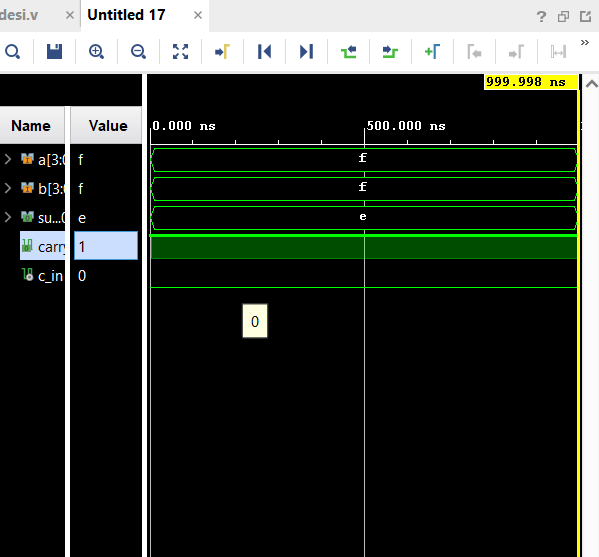 desi.v × Untitled 17 ×
?
»
999.998 ns
Name Value
0.000 ns 500.000 ns
a[3:0 f f
b[3:0 f f
su...0 e e
carry 1
c_in 0
0